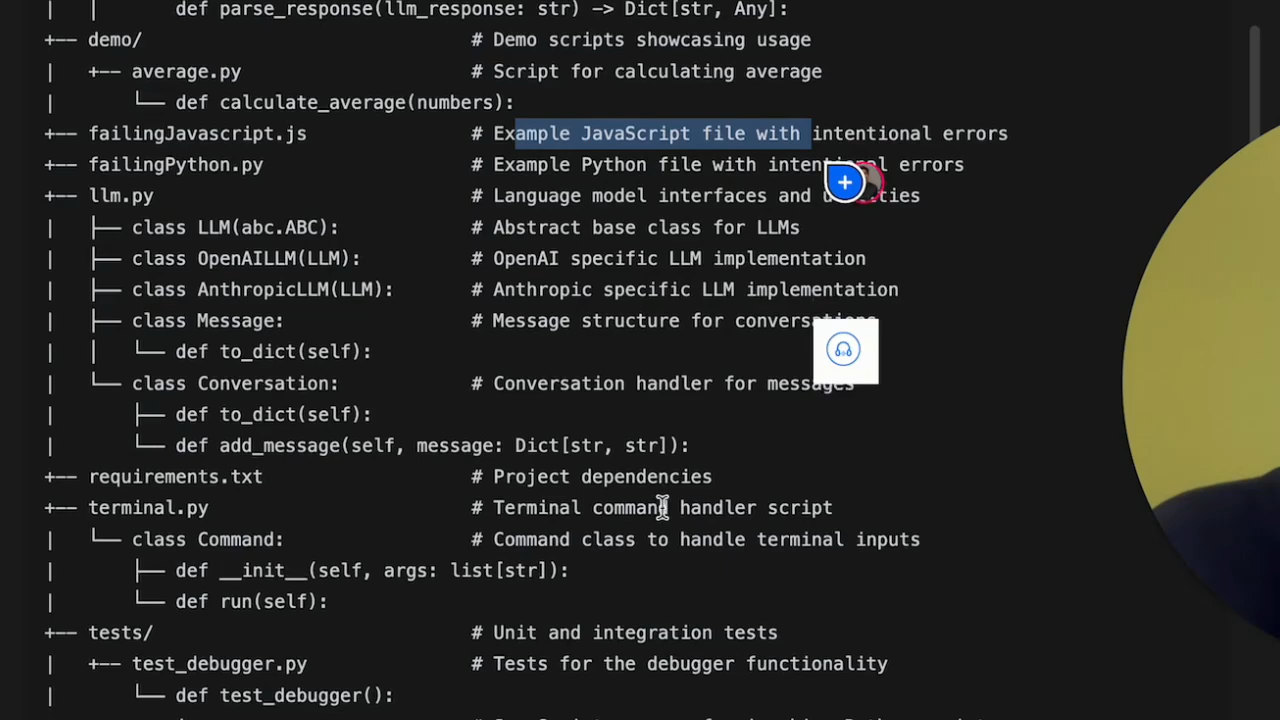 |   |       def parse_response(llm_response: str) -> Dict[str, Any]:
+── demo/                  # Demo scripts showcasing usage
|   +── average.py         # Script for calculating average
|       └── def calculate_average(numbers):
+── failingJavascript.js   # Example JavaScript file with intentional errors
+── failingPython.py       # Example Python file with intentional errors
+── llm.py                 # Language model interfaces and utilities
|   ├── class LLM(abc.ABC):    # Abstract base class for LLMs
|   ├── class OpenAILLM(LLM):  # OpenAI specific LLM implementation
|   ├── class AnthropicLLM(LLM):   # Anthropic specific LLM implementation
|   ├── class Message:     # Message structure for conversations
|   |   └── def to_dict(self):
|   └── class Conversation:    # Conversation handler for messages
|       ├── def to_dict(self):
|       └── def add_message(self, message: Dict[str, str]):
+── requirements.txt       # Project dependencies
+── terminal.py            # Terminal command handler script
|   └── class Command:     # Command class to handle terminal inputs
|       ├── def __init__(self, args: list[str]):
|       └── def run(self):
+── tests/                 # Unit and integration tests
|   +── test_debugger.py   # Tests for the debugger functionality
|       └── def test_debugger():